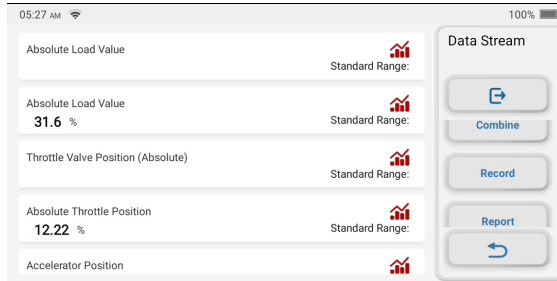 05:27 AM
100%
Data Stream
Absolute Load Value
Standard Range:
Absolute Load Value
31.6 %
Standard Range:
Combine
Throttle Valve Position (Absolute)
Standard Range:
Record
Absolute Throttle Position
12.22 %
Standard Range:
Report
Accelerator Position